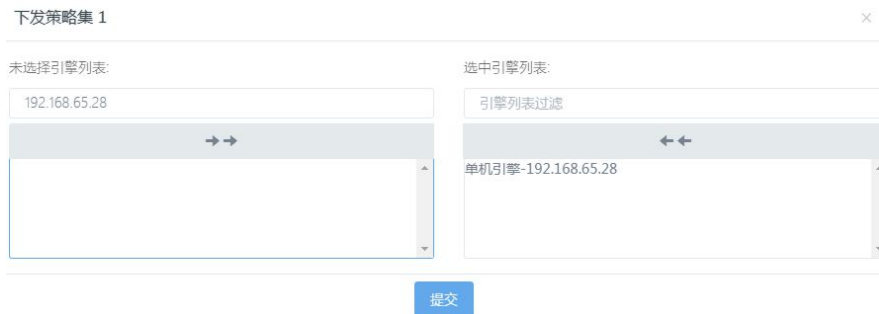 下发策略集 1
未选择引擎列表:
192.168.65.28
选中引擎列表:
引擎列表过滤
单机引擎-192.168.65.28
提交